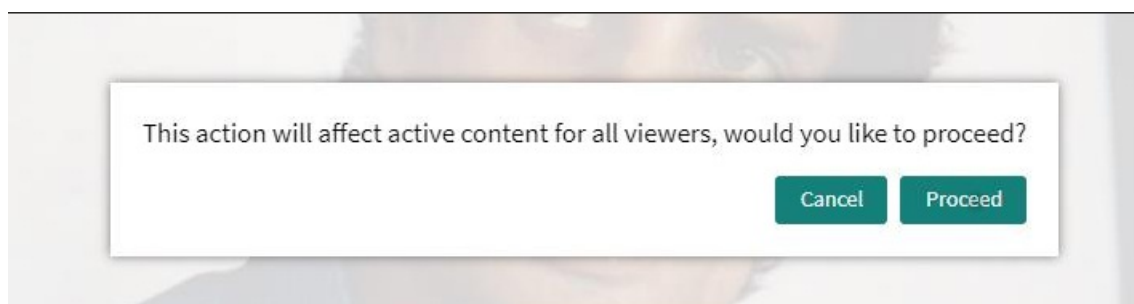 This action will affect active content for all viewers, would you like to proceed?
Cancel Proceed